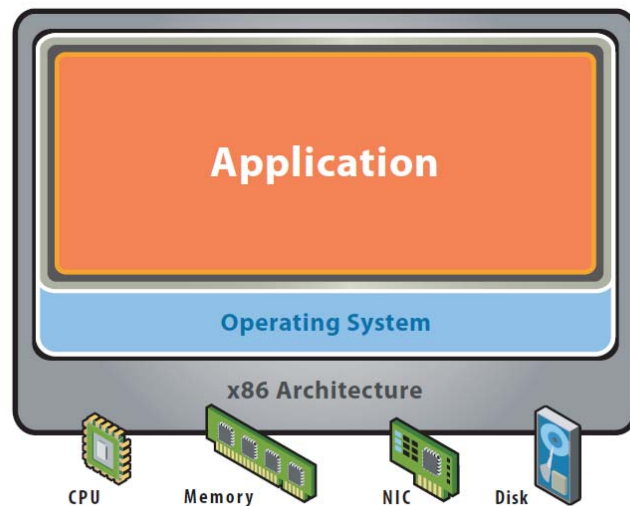 Application
Operating System
x86 Architecture
CPU
Memory
NIC
Disk